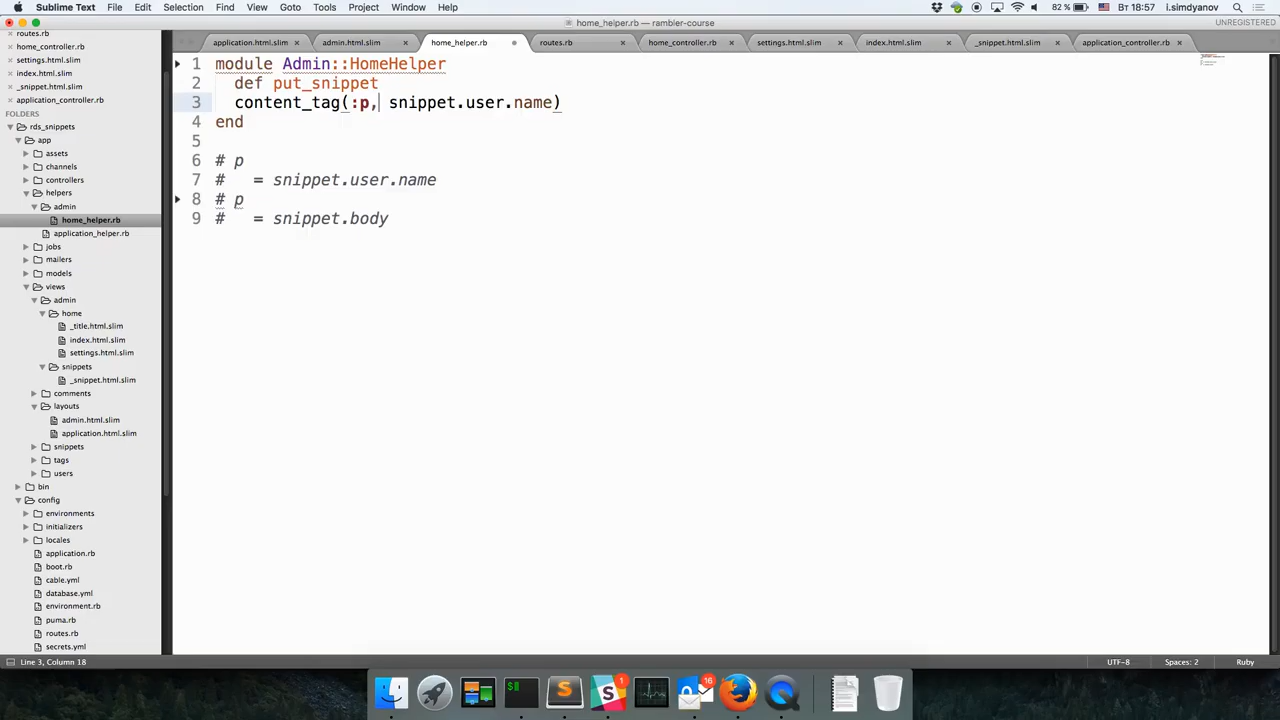 Sublime Text File Edit Selection Find View Goto Tools Project Window Help 82 % Вт 18:57 i.simdyanov
home_helper.rb — rambler-course UNREGISTERED
application.html.slim admin.html.slim home_helper.rb routes.rb home_controller.rb settings.html.slim index.html.slim _snippet.html.slim application_controller.rb
routes.rb
home_controller.rb
settings.html.slim
index.html.slim
_snippet.html.slim
application_controller.rb
FOLDERS
rds_snippets
app
assets
channels
controllers
helpers
admin
home_helper.rb
application_helper.rb
jobs
mailers
models
views
admin
home
_title.html.slim
index.html.slim
settings.html.slim
snippets
_snippet.html.slim
comments
layouts
admin.html.slim
application.html.slim
snippets
tags
users
bin
config
environments
initializers
locales
application.rb
boot.rb
cable.yml
database.yml
environment.rb
puma.rb
routes.rb
secrets.yml
1 module Admin::HomeHelper
2 def put_snippet
3 content_tag(:p, snippet.user.name)
4 end
5
6 # p
7 # = snippet.user.name
8 # p
9 # = snippet.body
Line 3, Column 18 UTF-8 Spaces: 2 Ruby
1 16